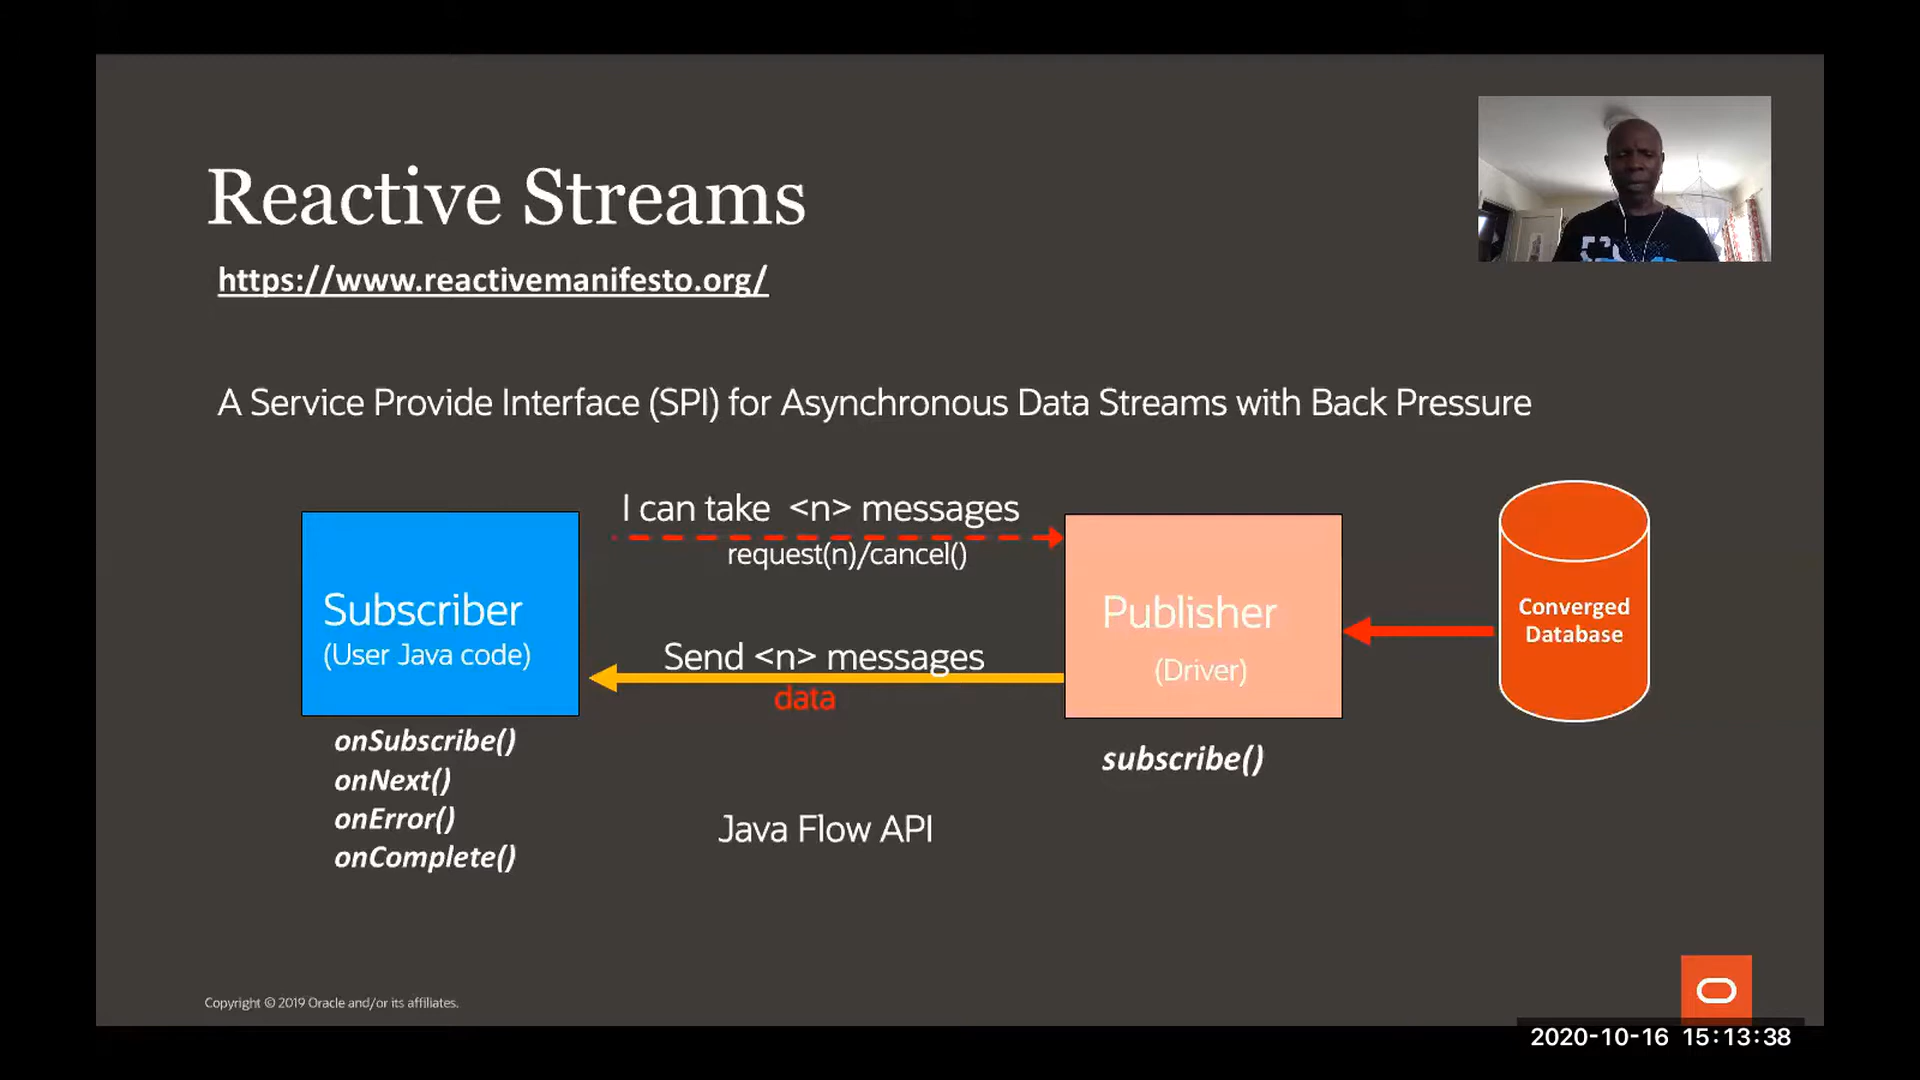 Reactive Streams
https://www.reactivemanifesto.org/
A Service Provide Interface (SPI) for Asynchronous Data Streams with Back Pressure
I can take <n> messages
request(n)/cancel()
Subscriber
(User Java code)
Send <n> messages
data
Publisher
(Driver)
Converged
Database
onSubscribe()
onNext()
onError()
onComplete()
subscribe()
Java Flow API
Copyright © 2019 Oracle and/or its affiliates.
2020-10-16 15:13:38